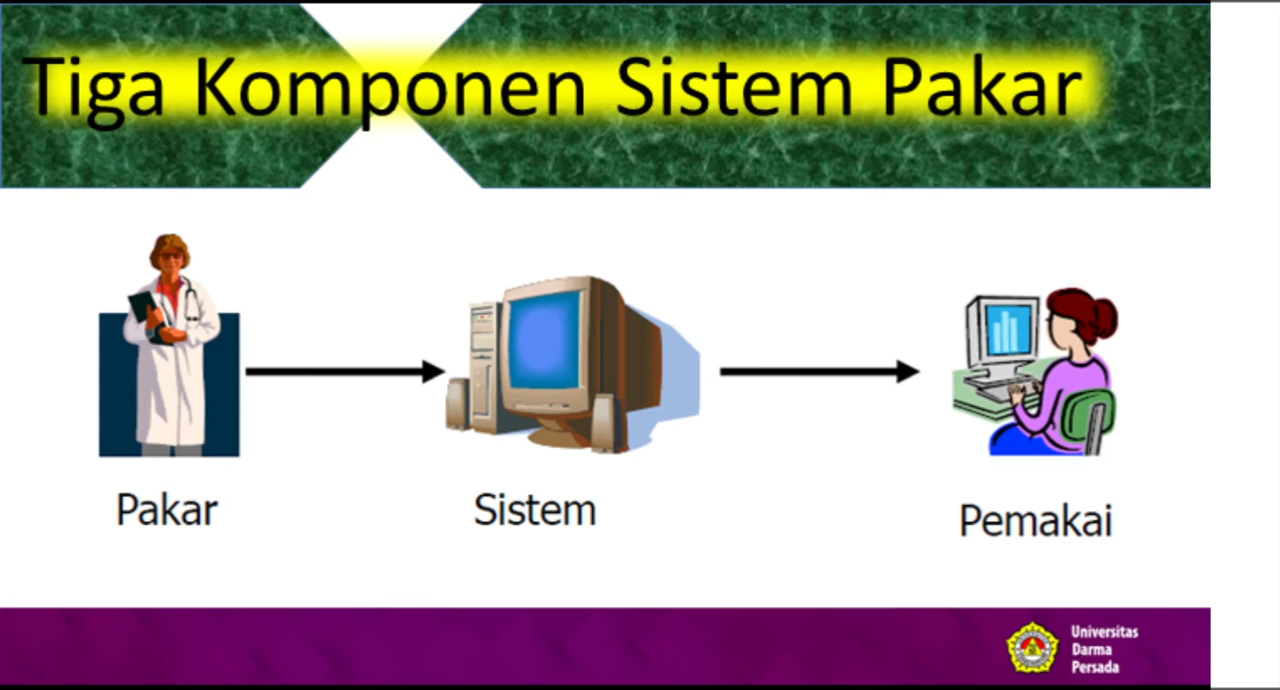 Tiga Komponen Sistem Pakar
Pakar
Sistem
Pemakai
Universitas
Darma
Persada